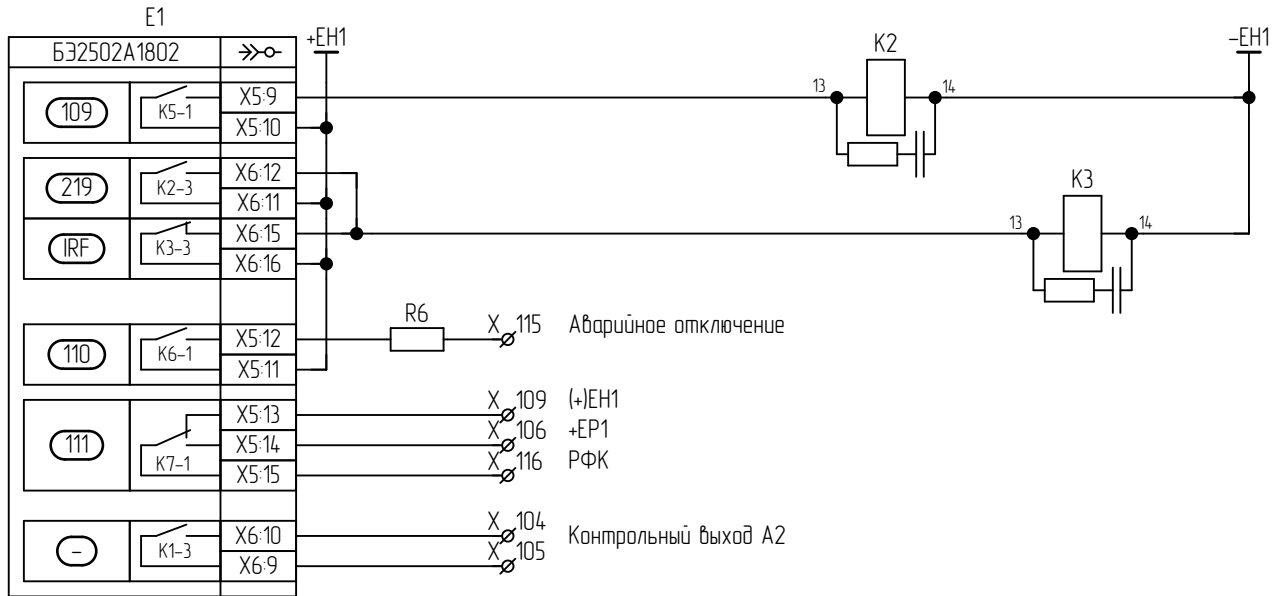 E1
БЭ2502А1802
+EH1
K2
-EH1
109
K5-1
X5:9
13
14
X5:10
219
K2-3
X6:12
X6:11
K3
IRF
K3-3
X6:15
13
14
X6:16
110
K6-1
X5:12
R6
X 115 Аварийное отключение
X5:11
111
K7-1
X5:13
X 109 (+)EH1
X5:14
X 106 +EP1
X5:15
X 116 РФК
-
K1-3
X6:10
X 104 Контрольный выход А2
X6:9
X 105